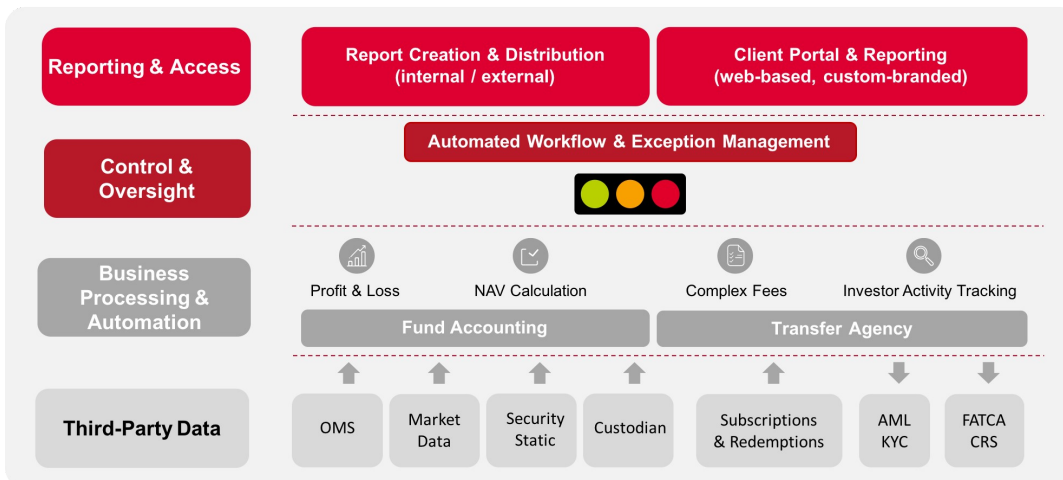 Reporting & Access
Report Creation & Distribution
(internal / external)
Client Portal & Reporting
(web-based, custom-branded)
Control &
Oversight
Automated Workflow & Exception Management
Business
Processing &
Automation
Profit & Loss
NAV Calculation
Complex Fees
Investor Activity Tracking
Fund Accounting
Transfer Agency
Third-Party Data
OMS
Market
Data
Security
Static
Custodian
Subscriptions
& Redemptions
AML
KYC
FATCA
CRS